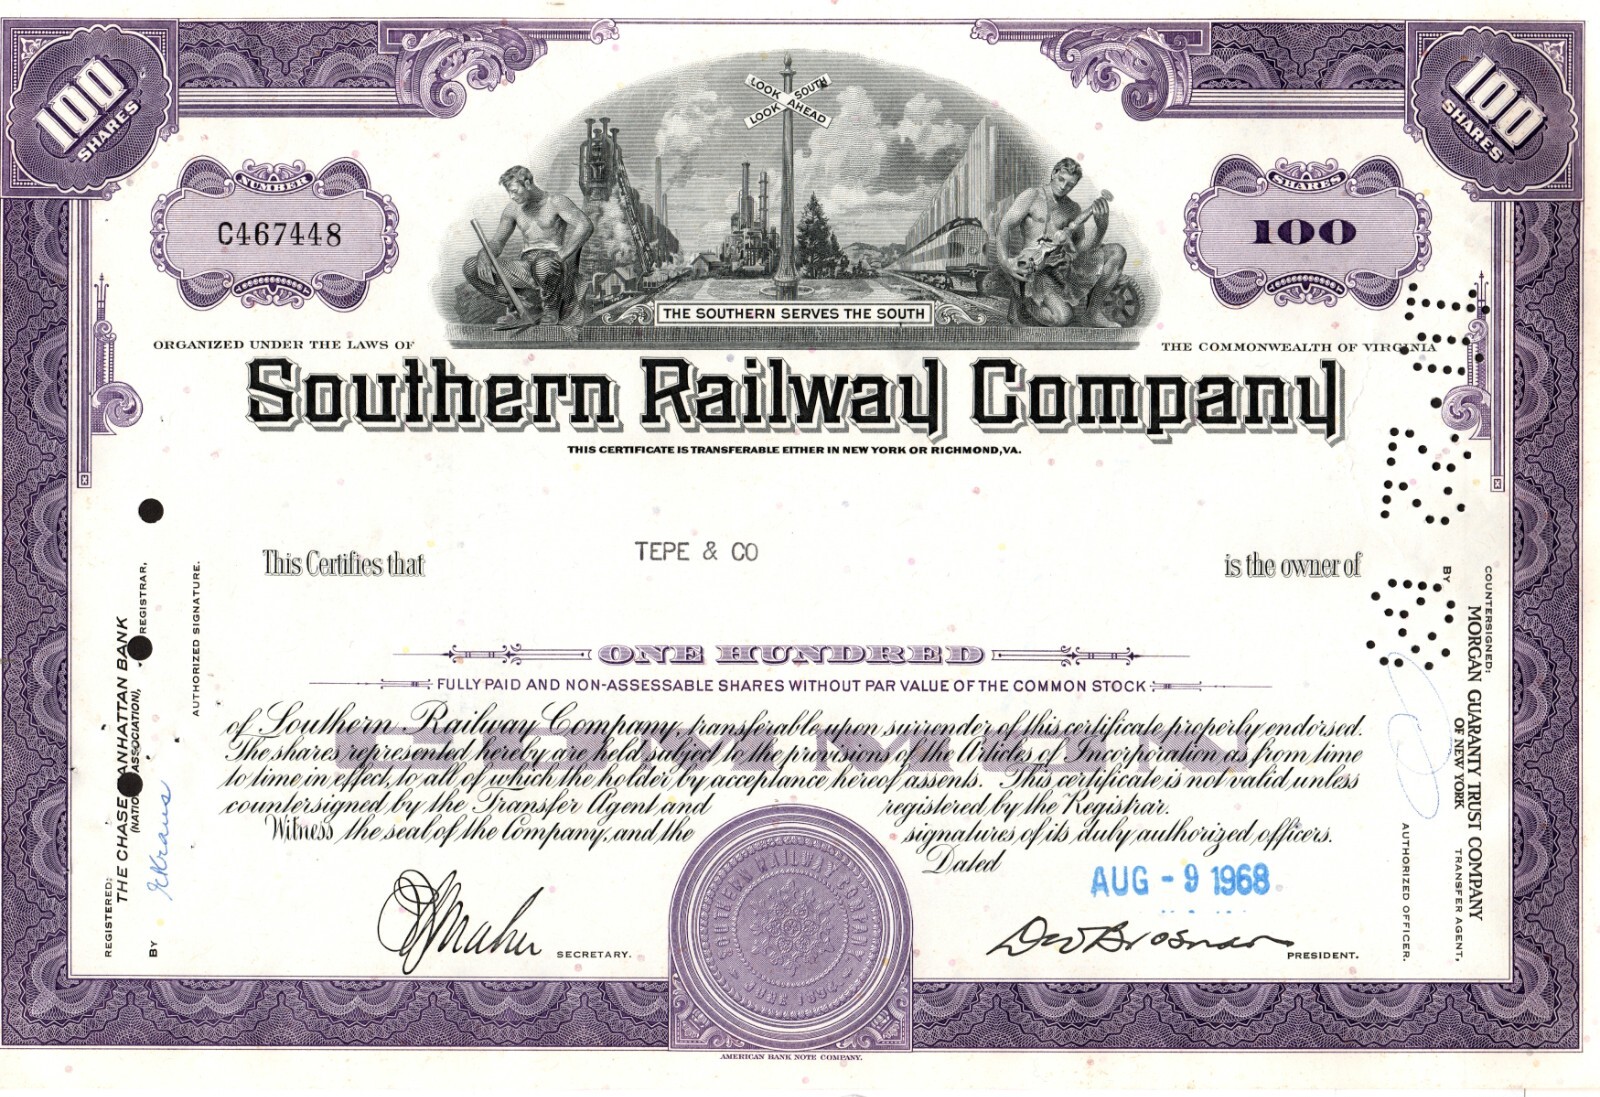 100
SHARES
100
SHARES
LOOK SOUTH
LOOK AHEAD
NUMBER
C467448
SHARES
100
THE SOUTHERN SERVES THE SOUTH
ORGANIZED UNDER THE LAWS OF
THE COMMONWEALTH OF VIRGINIA
Southern Railway Company
THIS CERTIFICATE IS TRANSFERABLE EITHER IN NEW YORK OR RICHMOND, VA.
This Certifies that
TEPE & CO
is the owner of
ONE HUNDRED
FULLY PAID AND NON-ASSESSABLE SHARES WITHOUT PAR VALUE OF THE COMMON STOCK
COMMON
of Southern Railway Company, transferable upon surrender of this certificate properly endorsed.
The shares represented hereby are held subject to the provisions of the Articles of Incorporation as from time
to time in effect, to all of which the holder by acceptance hereof assents. This certificate is not valid unless
countersigned by the Transfer Agent and registered by the Registrar.
Witness the seal of the Company, and the signatures of its duly authorized officers.
Dated
AUG - 9 1968
SECRETARY.
D W Brosnan
PRESIDENT.
SOUTHERN RAILWAY COMPANY
JUNE 1894
AMERICAN BANK NOTE COMPANY.
REGISTERED:
THE CHASE MANHATTAN BANK
(NATIONAL ASSOCIATION),
REGISTRAR,
BY
AUTHORIZED SIGNATURE.
COUNTERSIGNED:
MORGAN GUARANTY TRUST COMPANY
OF NEW YORK
TRANSFER AGENT,
BY
AUTHORIZED OFFICER.